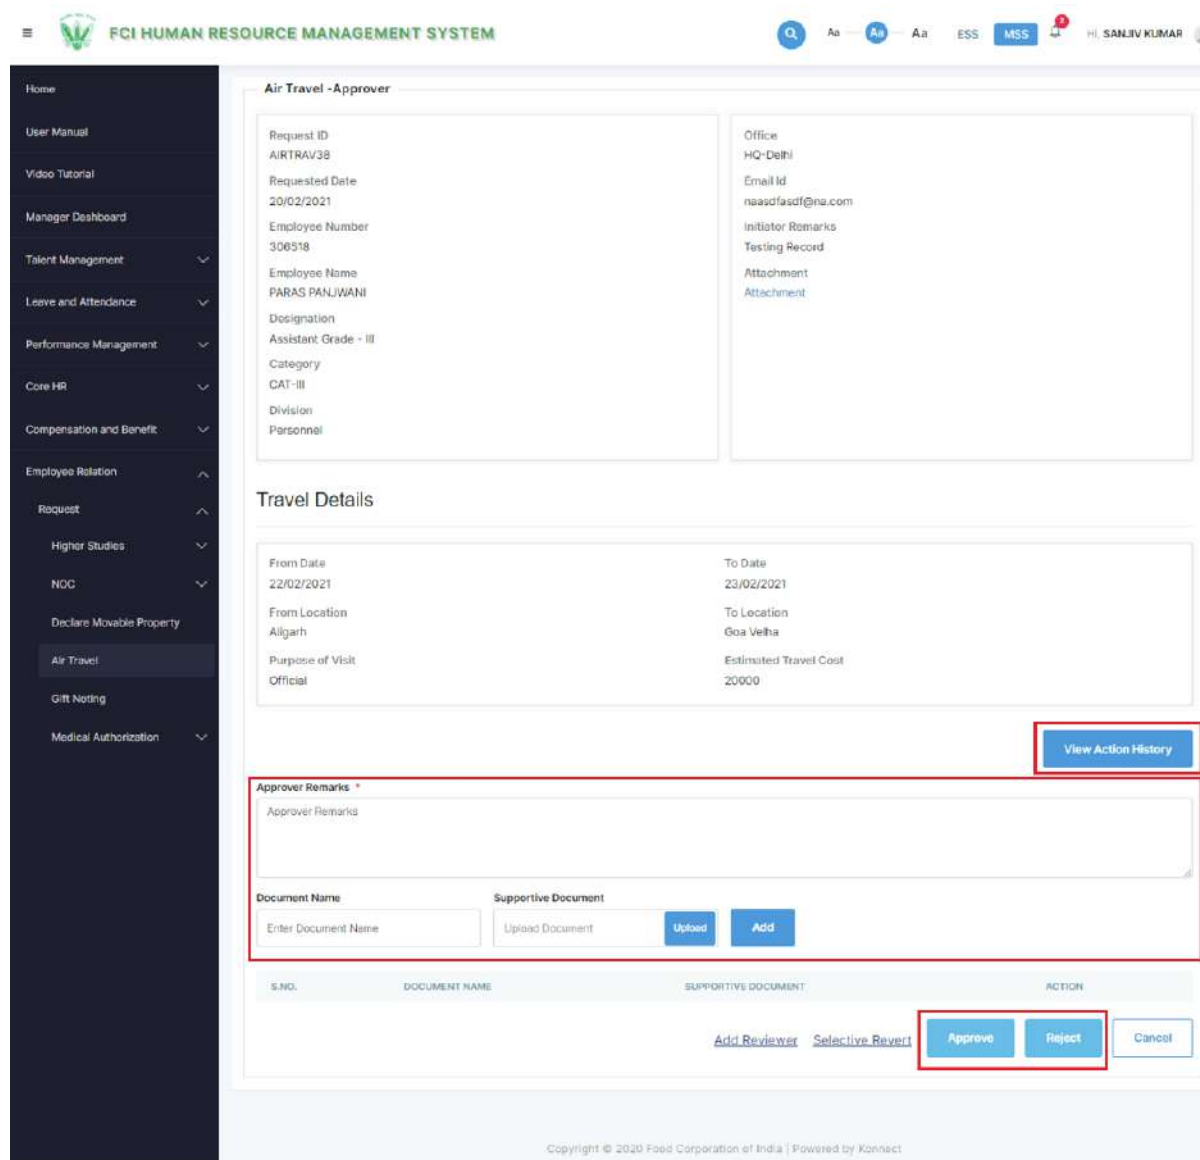 FCI HUMAN RESOURCE MANAGEMENT SYSTEM
Aa Aa Aa ESS MSS 2 Hi, SANJIV KUMAR
Home
User Manual
Video Tutorial
Manager Dashboard
Talent Management
Leave and Attendance
Performance Management
Core HR
Compensation and Benefit
Employee Relation
Request
Higher Studies
NOC
Declare Movable Property
Air Travel
Gift Noting
Medical Authorization
Air Travel -Approver
Request ID
AIRTRAV38
Requested Date
20/02/2021
Employee Number
306518
Employee Name
PARAS PANJWANI
Designation
Assistant Grade - III
Category
CAT-III
Division
Personnel
Office
HQ-Delhi
Email Id
naasdfasdf@na.com
Initiator Remarks
Testing Record
Attachment
Attachment
Travel Details
From Date
22/02/2021
To Date
23/02/2021
From Location
Aligarh
To Location
Goa Velha
Purpose of Visit
Official
Estimated Travel Cost
20000
View Action History
Approver Remarks *
Approver Remarks
Document Name Supportive Document
Enter Document Name Upload Document Upload Add
S.NO. DOCUMENT NAME SUPPORTIVE DOCUMENT ACTION
Add Reviewer Selective Revert Approve Reject Cancel
Copyright © 2020 Food Corporation of India | Powered by Konnect